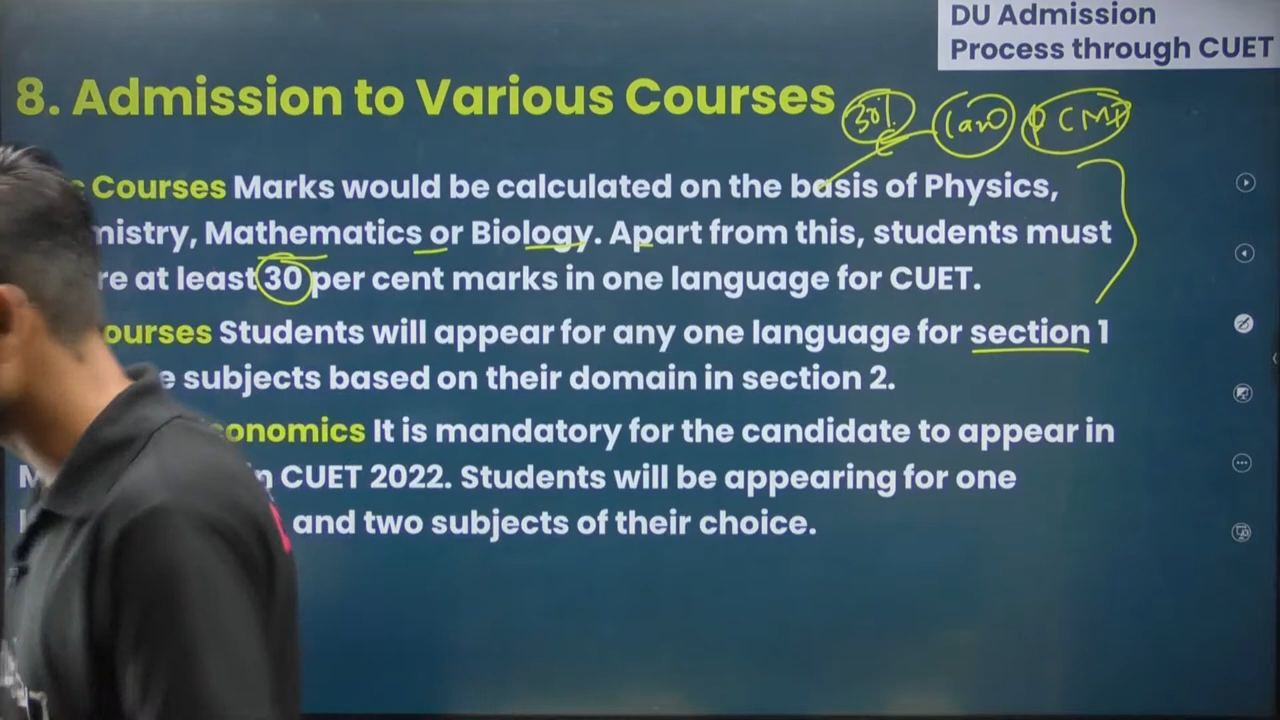 DU Admission
Process through CUET
8. Admission to Various Courses
30%
Courses Marks would be calculated on the basis of Physics,
mistry, Mathematics or Biology. Apart from this, students must
re at least 30 per cent marks in one language for CUET.
ourses Students will appear for any one language for section 1
e subjects based on their domain in section 2.
onomics It is mandatory for the candidate to appear in
M n CUET 2022. Students will be appearing for one
and two subjects of their choice.